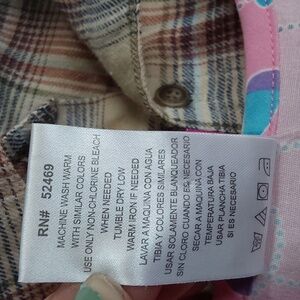 RN# 52469
MACHINE WASH WARM
WITH SIMILAR COLORS
USE ONLY NON-CHLORINE BLEACH
WHEN NEEDED
TUMBLE DRY LOW
WARM IRON IF NEEDED
LAVAR A MAQUINA CON AGUA
TIBIA Y COLORES SIMILARES
USAR SOLAMENTE BLANQUEADOR
SIN CLORO CUANDO ES NECESARIO
SECAR A MAQUINA CON
TEMPERATURA BAJA
USAR PLANCHA TIBIA
SI ES NECESARIO